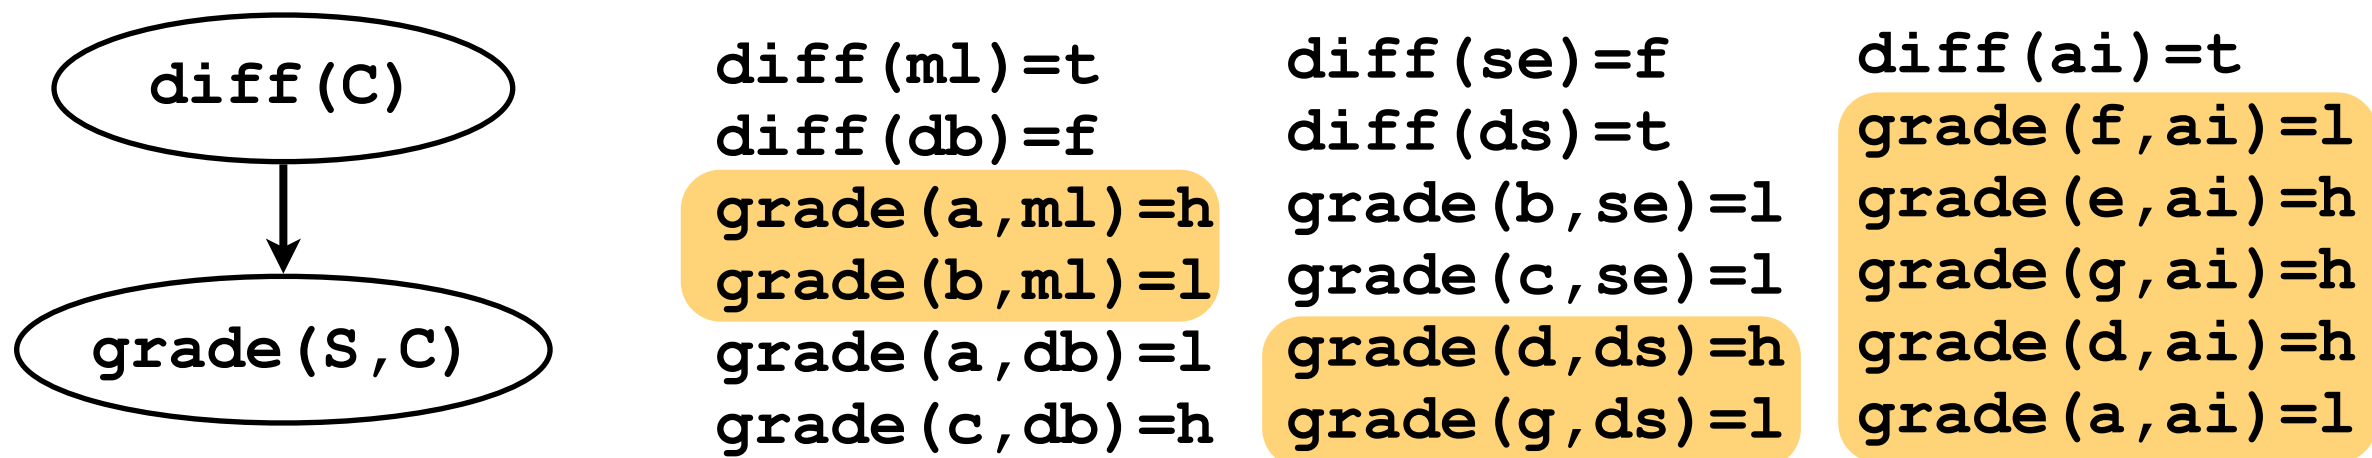 diff(C)
grade(S,C)
diff(ml)=t
diff(db)=f
grade(a,ml)=h
grade(b,ml)=l
grade(a,db)=l
grade(c,db)=h
diff(se)=f
diff(ds)=t
grade(b,se)=l
grade(c,se)=l
grade(d,ds)=h
grade(g,ds)=l
diff(ai)=t
grade(f,ai)=l
grade(e,ai)=h
grade(g,ai)=h
grade(d,ai)=h
grade(a,ai)=l